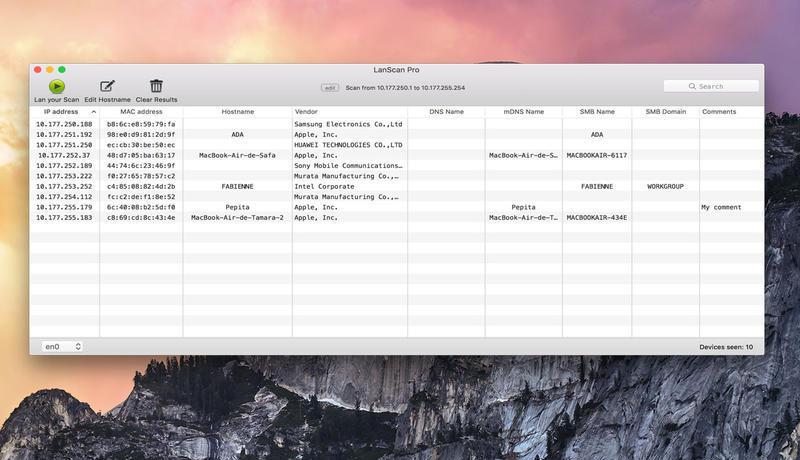 LanScan Pro
Lan your Scan Edit Hostname Clear Results edit Scan from 10.177.250.1 to 10.177.255.254 Search
IP address MAC address Hostname Vendor DNS Name mDNS Name SMB Name SMB Domain Comments
10.177.250.188 b8:6c:e8:59:79:fa Samsung Electronics Co.,Ltd
10.177.251.192 98:e0:d9:81:2d:9f ADA Apple, Inc. ADA
10.177.251.250 ec:cb:30:be:50:ec HUAWEI TECHNOLOGIES CO.,LTD
10.177.252.37 48:d7:05:ba:63:17 MacBook-Air-de-Safa Apple, Inc. MacBook-Air-de-S… MACBOOKAIR-6117
10.177.252.189 44:74:6c:23:46:9f Sony Mobile Communications…
10.177.253.222 f0:27:65:78:57:c2 Murata Manufacturing Co.,…
10.177.253.252 c4:85:08:82:4d:2b FABIENNE Intel Corporate FABIENNE WORKGROUP
10.177.254.112 fc:c2:de:f1:8e:52 Murata Manufacturing Co.,…
10.177.255.179 6c:40:08:b2:5d:f0 Pepita Apple, Inc. Pepita My comment
10.177.255.183 c8:69:cd:8c:43:4e MacBook-Air-de-Tamara-2 Apple, Inc. MacBook-Air-de-T… MACBOOKAIR-434E
en0 Devices seen: 10